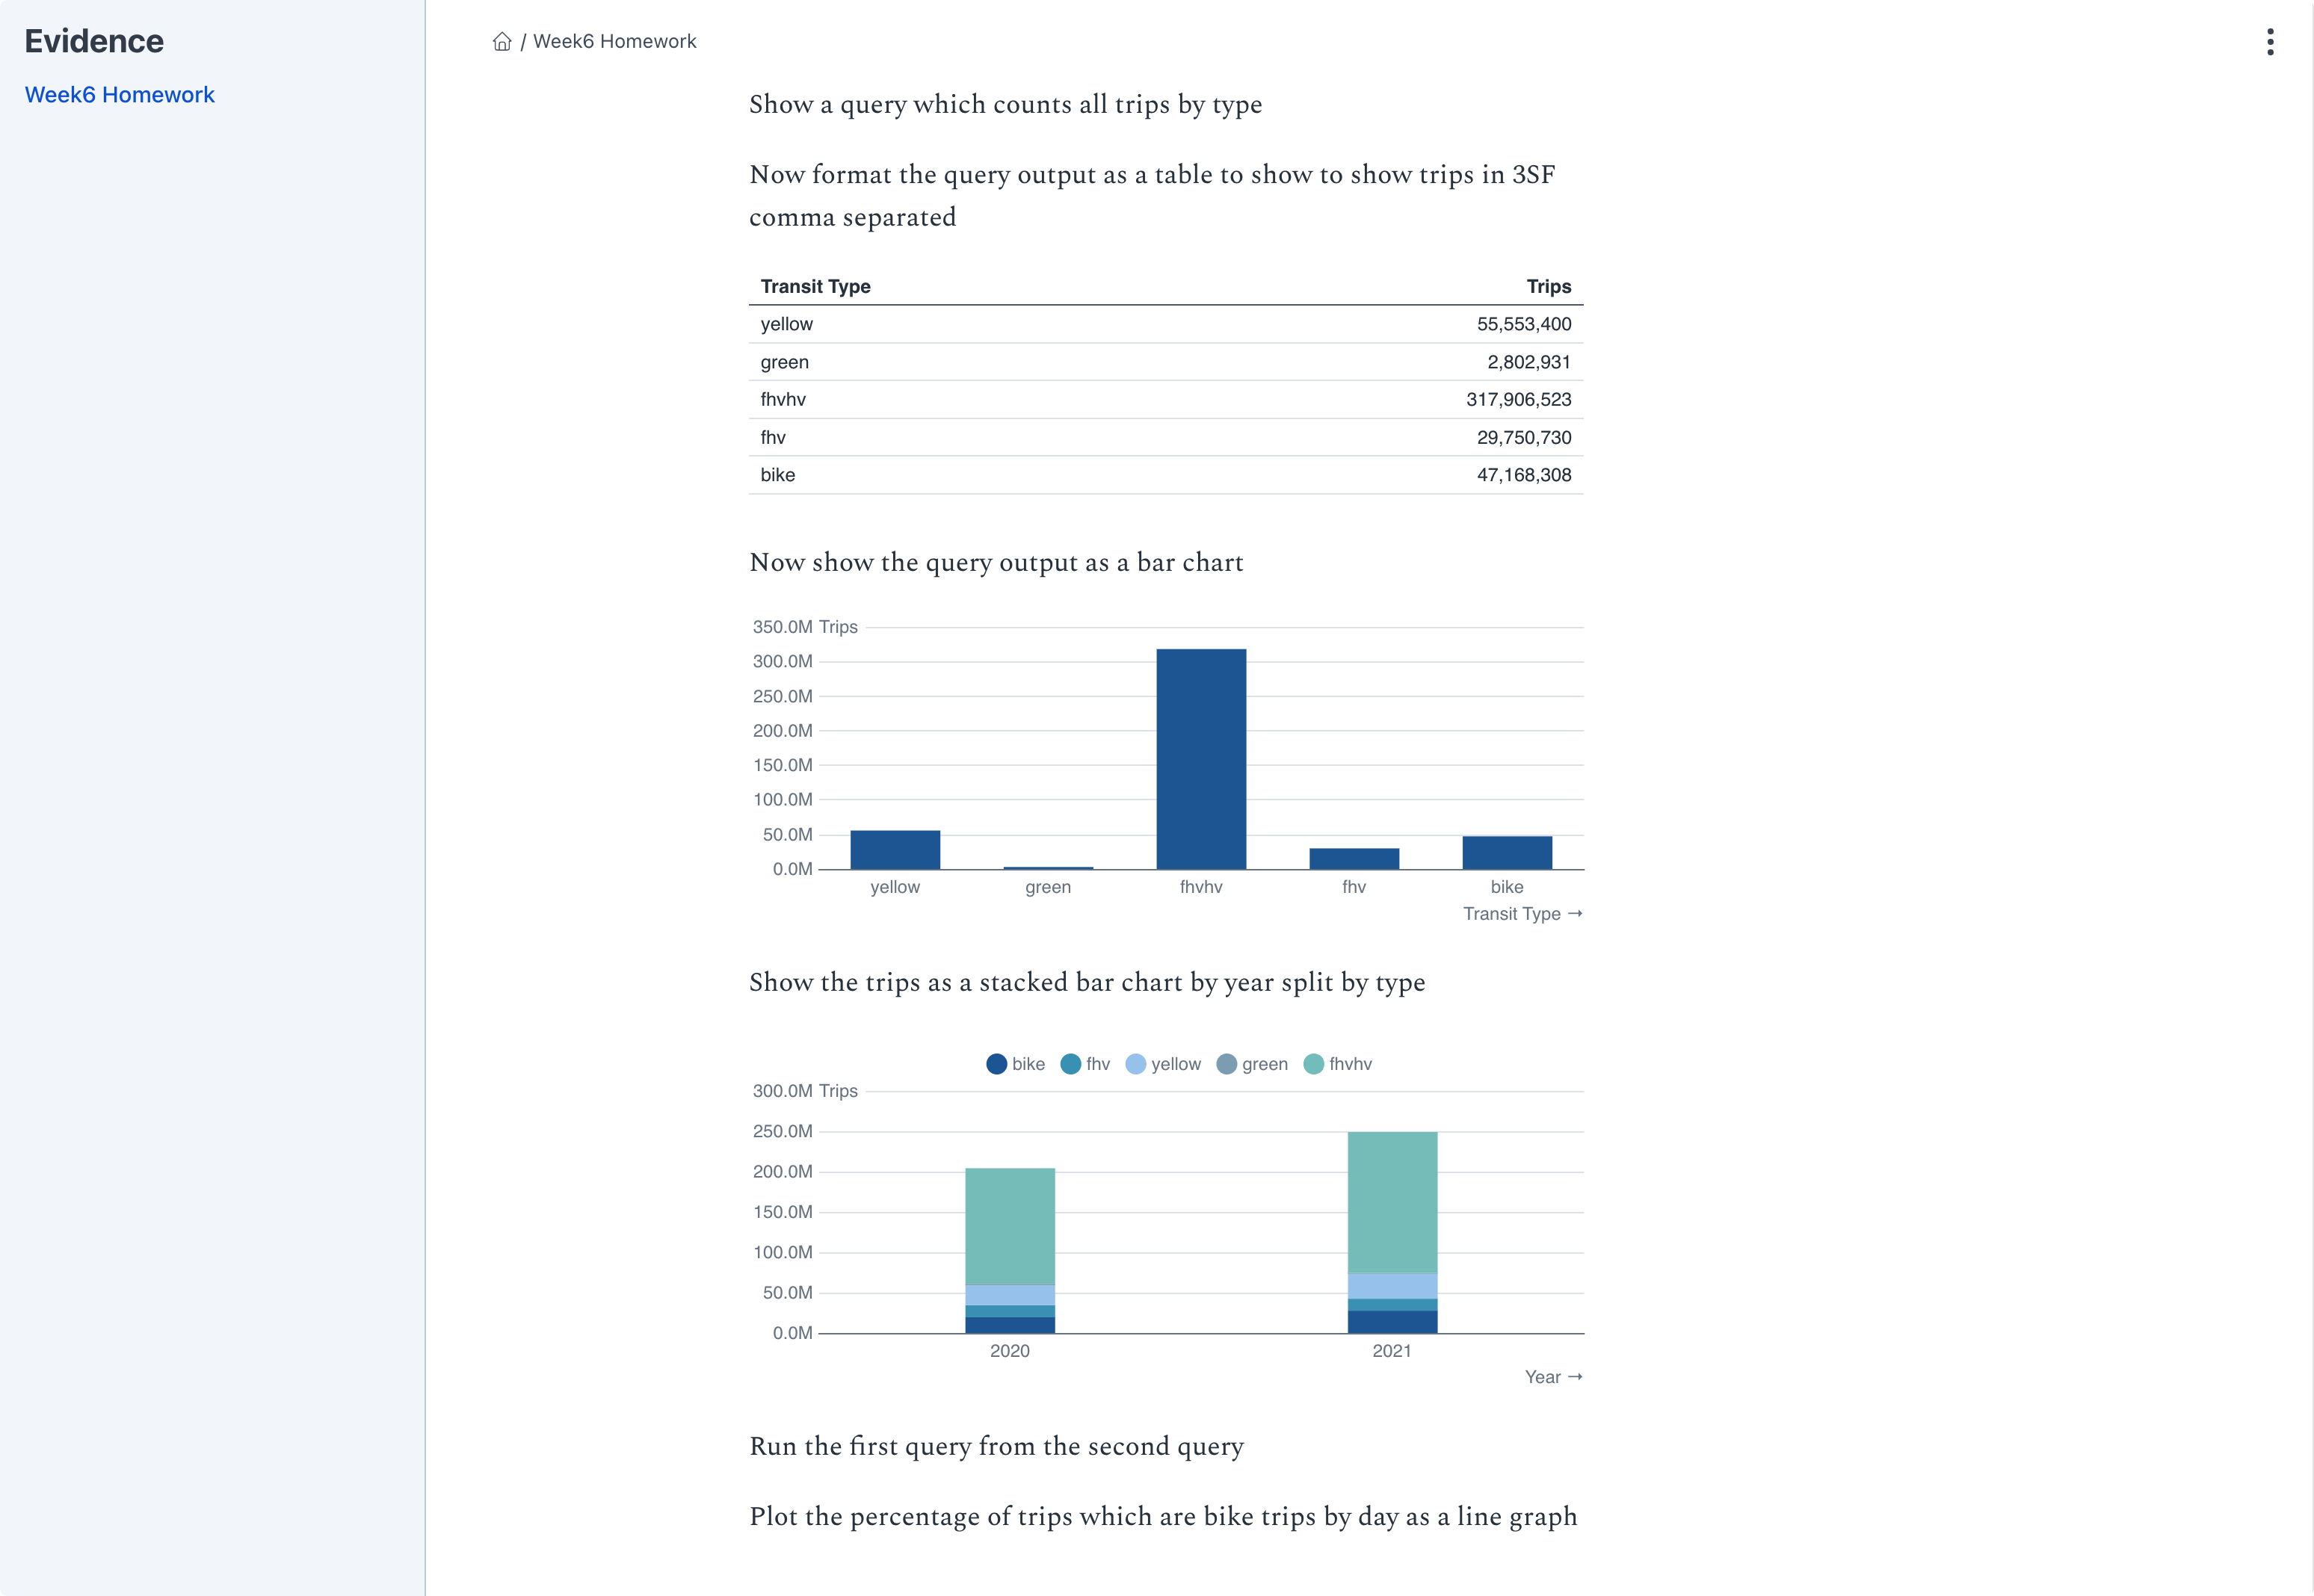 Evidence
Week6 Homework
/ Week6 Homework
Show a query which counts all trips by type
Now format the query output as a table to show to show trips in 3SF
comma separated
Transit Type Trips
yellow 55,553,400
green 2,802,931
fhvhv 317,906,523
fhv 29,750,730
bike 47,168,308
Now show the query output as a bar chart
350.0M Trips
300.0M
250.0M
200.0M
150.0M
100.0M
50.0M
0.0M
yellow green fhvhv fhv bike
Transit Type →
Show the trips as a stacked bar chart by year split by type
bike fhv yellow green fhvhv
300.0M Trips
250.0M
200.0M
150.0M
100.0M
50.0M
0.0M
2020 2021
Year →
Run the first query from the second query
Plot the percentage of trips which are bike trips by day as a line graph